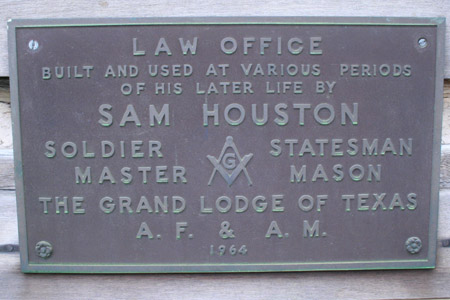 LAW OFFICE
BUILT AND USED AT VARIOUS PERIODS
OF HIS LATER LIFE BY
SAM HOUSTON
SOLDIER STATESMAN
MASTER G MASON
THE GRAND LODGE OF TEXAS
A. F. & A. M.
1964